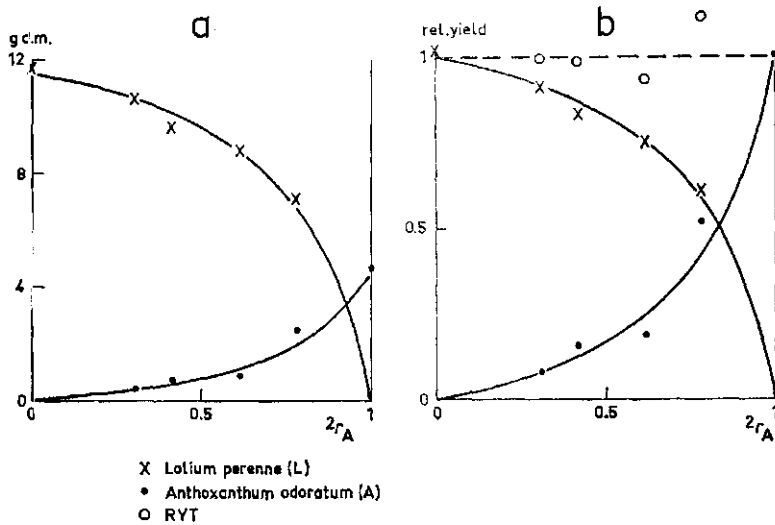 a
g d.m.
12
8
4
0
0
0.5
1
²rA
b
rel. yield
1
0.5
0
0
0.5
1
²rA
X Lolium perenne (L)
• Anthoxanthum odoratum (A)
o RYT